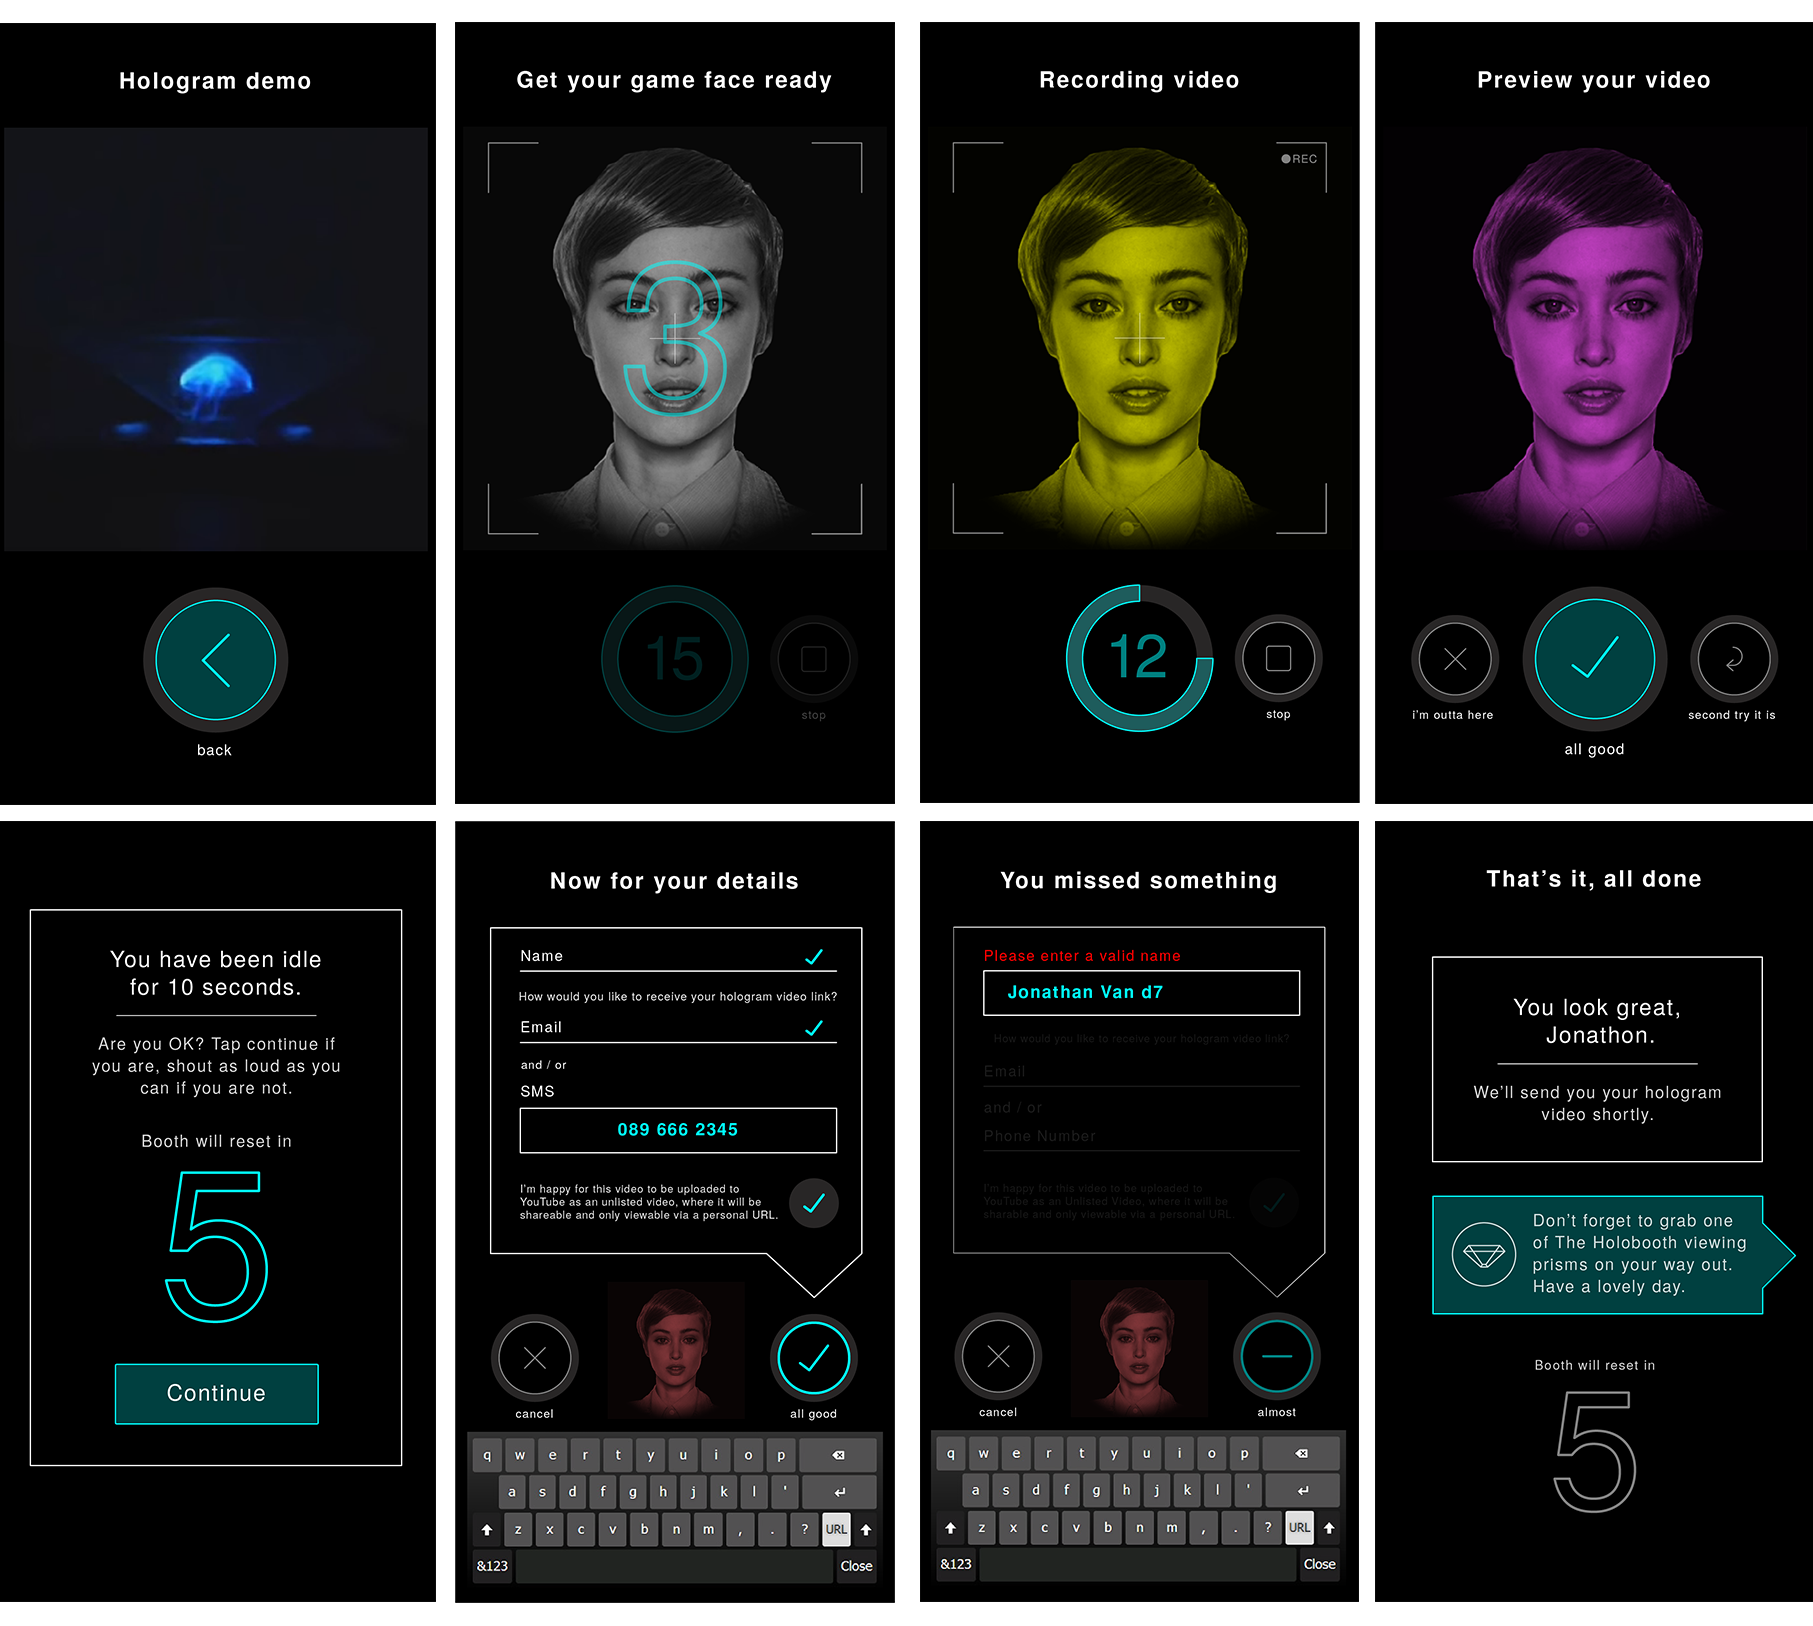 Hologram demo
back
Get your game face ready
3
15
stop
Recording video
REC
12
stop
Preview your video
i'm outta here
all good
second try it is
You have been idle
for 10 seconds.
Are you OK? Tap continue if
you are, shout as loud as you
can if you are not.
Booth will reset in
5
Continue
Now for your details
Name
How would you like to receive your hologram video link?
Email
and / or
SMS
089 666 2345
I'm happy for this video to be uploaded to
YouTube as an unlisted video, where it will be
shareable and only viewable via a personal URL.
cancel
all good
q w e r t y u i o p
a s d f g h j k l '
z x c v b n m , . ? URL
&123 Close
You missed something
Please enter a valid name
Jonathan Van d7
How would you like to receive your hologram video link?
Email
and / or
Phone Number
I'm happy for this video to be uploaded to
YouTube as an Unlisted Video, where it will be
sharable and only viewable via a personal URL.
cancel
almost
q w e r t y u i o p
a s d f g h j k l '
z x c v b n m , . ? URL
&123 Close
That's it, all done
You look great,
Jonathon.
We'll send you your hologram
video shortly.
Don't forget to grab one
of The Holobooth viewing
prisms on your way out.
Have a lovely day.
Booth will reset in
5